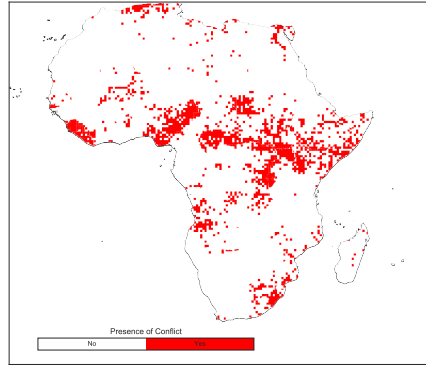 Presence of Conflict
No Yes